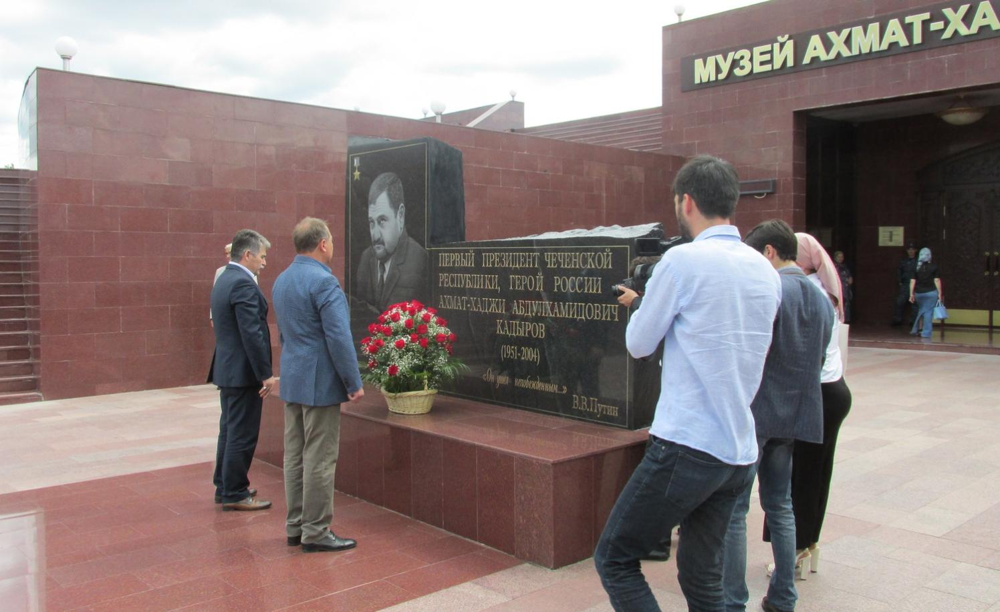 МУЗЕЙ АХМАТ-ХА
ПЕРВЫЙ ПРЕЗИДЕНТ ЧЕЧЕНСКОЙ
РЕСПУБЛИКИ, ГЕРОЙ РОССИИ
АХМАТ-ХАДЖИ АБДУЛХАМИДОВИЧ
КАДЫРОВ
(1951-2004)
«Он ушел непобежденным...»
В.В.Путин